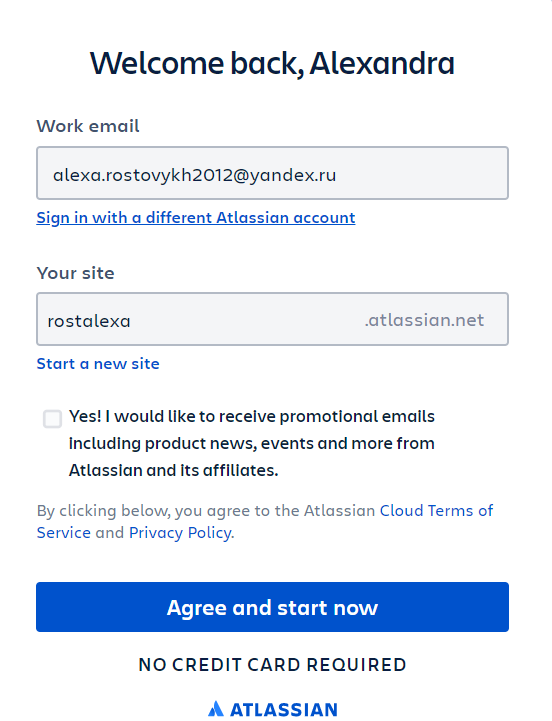 Welcome back, Alexandra
Work email
alexa.rostovykh2012@yandex.ru
Sign in with a different Atlassian account
Your site
rostalexa .atlassian.net
Start a new site
Yes! I would like to receive promotional emails
including product news, events and more from
Atlassian and its affiliates.
By clicking below, you agree to the Atlassian Cloud Terms of
Service and Privacy Policy.
Agree and start now
NO CREDIT CARD REQUIRED
ATLASSIAN